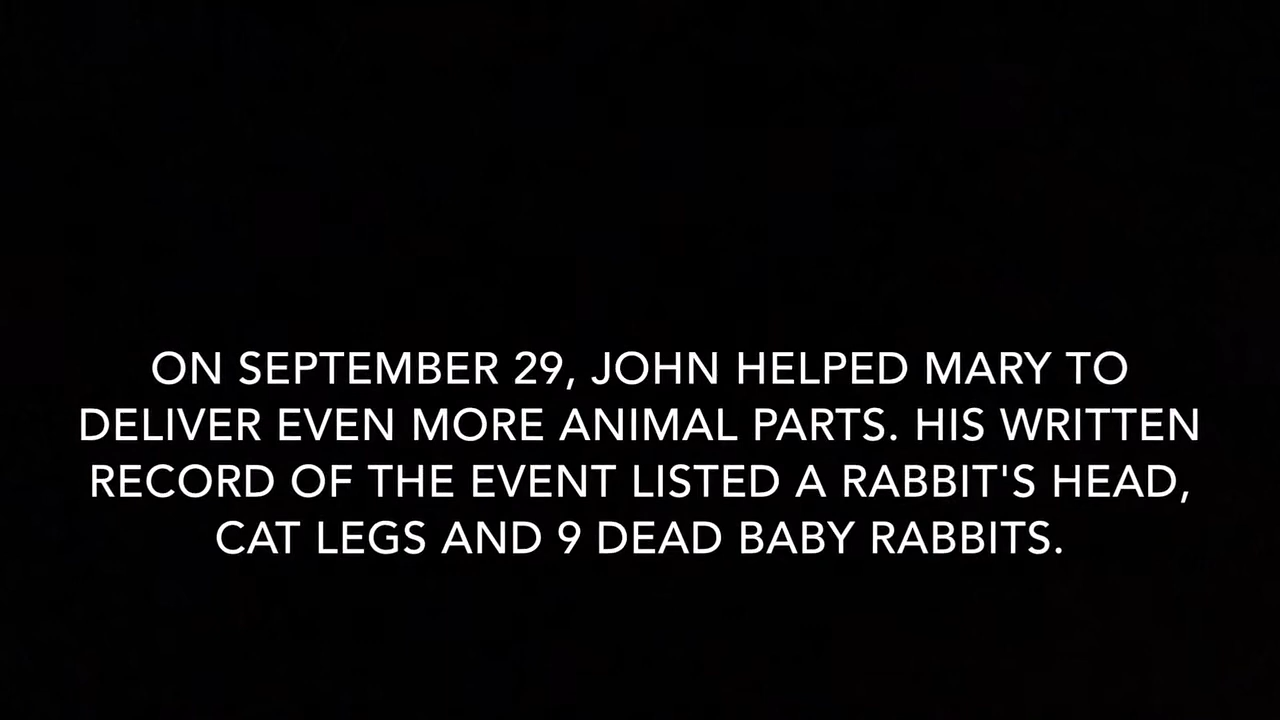 ON SEPTEMBER 29, JOHN HELPED MARY TO
DELIVER EVEN MORE ANIMAL PARTS. HIS WRITTEN
RECORD OF THE EVENT LISTED A RABBIT'S HEAD,
CAT LEGS AND 9 DEAD BABY RABBITS.